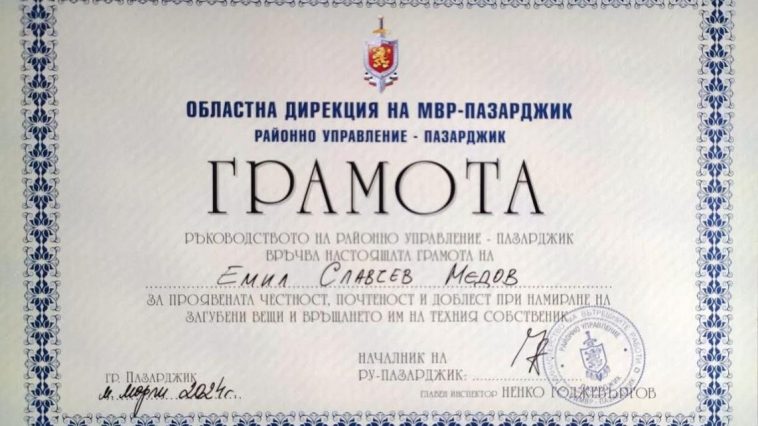 ОБЛАСТНА ДИРЕКЦИЯ НА МВР-ПАЗАРДЖИК
РАЙОННО УПРАВЛЕНИЕ - ПАЗАРДЖИК
ГРАМОТА
РЪКОВОДСТВОТО НА РАЙОННО УПРАВЛЕНИЕ - ПАЗАРДЖИК
ВРЪЧВА НАСТОЯЩАТА ГРАМОТА НА
Емил Славчев Медов
ЗА ПРОЯВЕНАТА ЧЕСТНОСТ, ПОЧТЕНОСТ И ДОБЛЕСТ ПРИ НАМИРАНЕ НА
ЗАГУБЕНИ ВЕЩИ И ВРЪЩАНЕТО ИМ НА ТЕХНИЯ СОБСТВЕНИК.
НАЧАЛНИК НА
РУ-ПАЗАРДЖИК:
ГР. ПАЗАРДЖИК
м. март 2024г.
ГЛАВЕН ИНСПЕКТОР НЕНКО ГОДЖЕВЪРГОВ
РАЙОННО УПРАВЛЕНИЕ